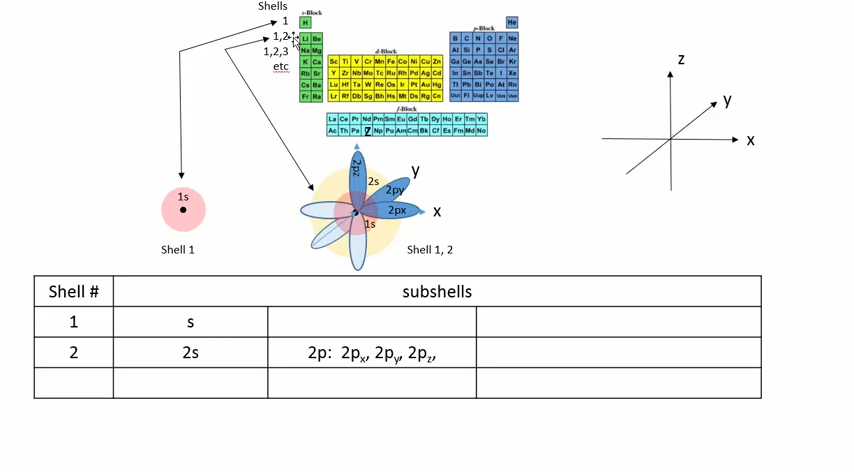 Shells
s-Block
1
H
He
p-Block
1,2
Li Be
B C N O F Ne
1,2,3
Na Mg
d-Block
Al Si P S Cl Ar
etc
K Ca
Sc Ti V Cr Mn Fe Co Ni Cu Zn
Ga Ge As Se Br Kr
Rb Sr
Y Zr Nb Mo Tc Ru Rh Pd Ag Cd
In Sn Sb Te I Xe
Cs Ba
Lu Hf Ta W Re Os Ir Pt Au Hg
Tl Pb Bi Po At Rn
Fr Ra
Lr Rf Db Sg Bh Hs Mt Ds Rg Cn
Uut Fl Uup Lv Uus Uuo
f-Block
La Ce Pr Nd Pm Sm Eu Gd Tb Dy Ho Er Tm Yb
Ac Th Pa Np Pu Am Cm Bk Cf Es Fm Md No
z
y
x
1s
Shell 1
z
2pz
2s
y
2py
2px
x
1s
Shell 1, 2
Shell # subshells
1 s
2 2s 2p: 2px, 2py, 2pz,